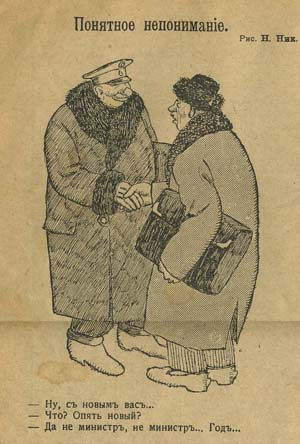 Понятное непониманіе.
Рис. Н. Ник.
— Ну, съ новымъ васъ...
— Что? Опять новый?
— Да не министръ, не министръ... Годъ...